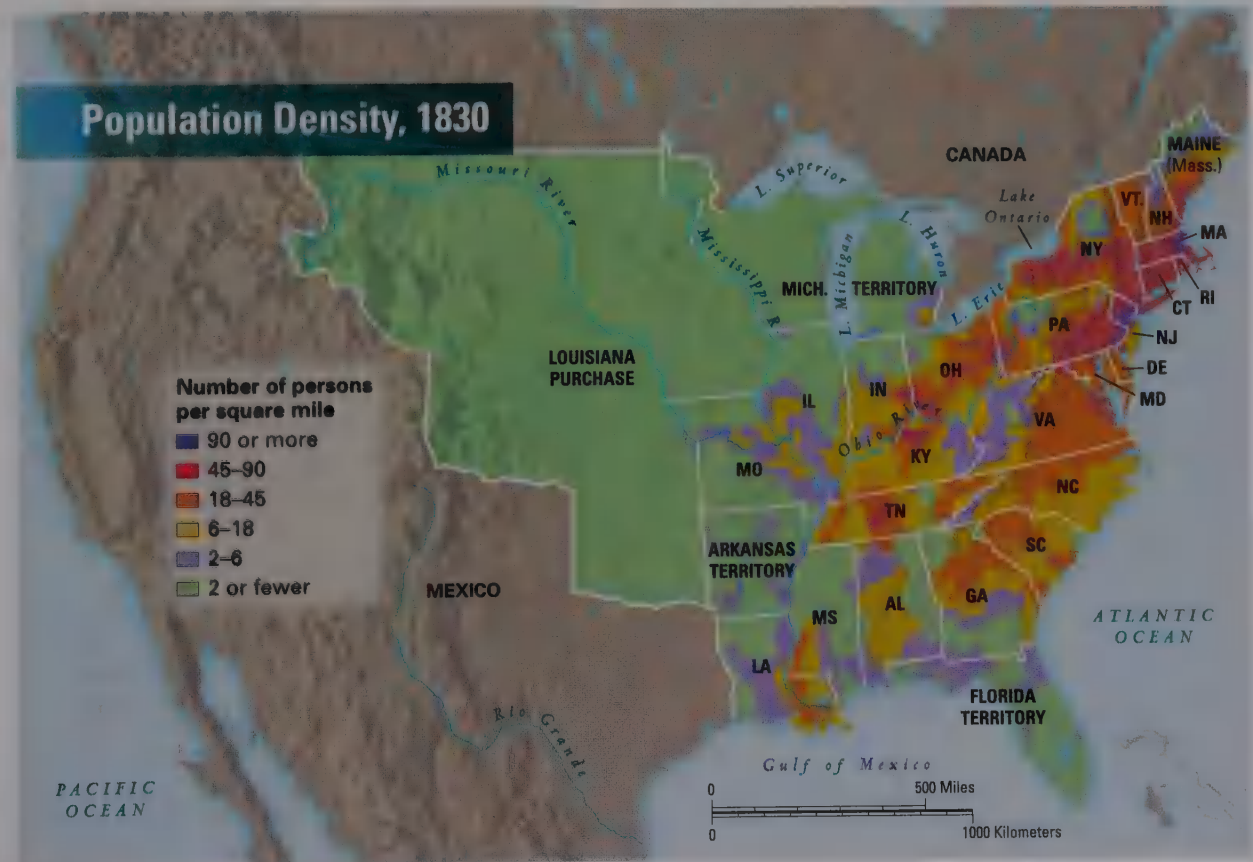 Population Density, 1830
Missouri River
L. Superior
CANADA
MAINE
(Mass.)
Lake
Ontario
VT.
NH
MA
NY
L. Huron
L. Michigan
Mississippi R.
MICH. TERRITORY
L. Erie
RI
CT
PA
NJ
LOUISIANA
PURCHASE
OH
DE
MD
IN
IL
VA
Ohio River
KY
MO
NC
TN
SC
ARKANSAS
TERRITORY
GA
AL
MS
LA
Number of persons
per square mile
90 or more
45–90
18–45
6–18
2–6
2 or fewer
MEXICO
ATLANTIC
OCEAN
FLORIDA
TERRITORY
Rio Grande
Gulf of Mexico
PACIFIC
OCEAN
0 500 Miles
0 1000 Kilometers